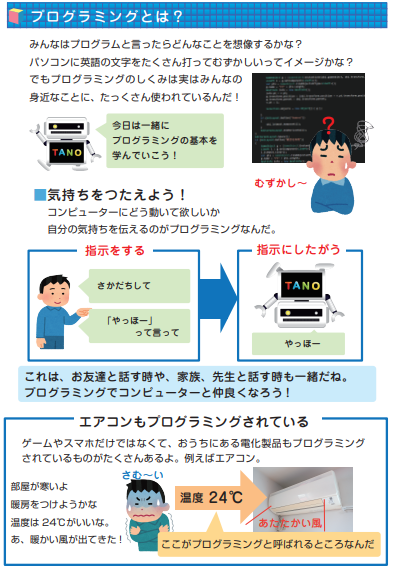 プログラミングとは？
みんなはプログラムと言ったらどんなことを想像するかな？
パソコンに英語の文字をたくさん打ってむずかしいってイメージかな？
でもプログラミングのしくみは実はみんなの
身近なことに、たっくさん使われているんだ！
今日は一緒に
プログラミングの基本を
学んでいこう！
TANO
?
むずかし～
■気持ちをつたえよう！
コンピューターにどう動いて欲しいか
自分の気持ちを伝えるのがプログラミングなんだ。
指示をする
さかだちして
「やっほー」
って言って
指示にしたがう
TANO
やっほー
これは、お友達と話す時や、家族、先生と話す時も一緒だね。
プログラミングでコンピューターと仲良くなろう！
エアコンもプログラミングされている
ゲームやスマホだけではなくて、おうちにある電化製品もプログラミング
されているものがたくさんあるよ。例えばエアコン。
部屋が寒いよ
暖房をつけようかな
温度は24℃がいいな。
あ、暖かい風が出てきた！
さむ～い
温度 24℃
あたたかい風
ここがプログラミングと呼ばれるところなんだ